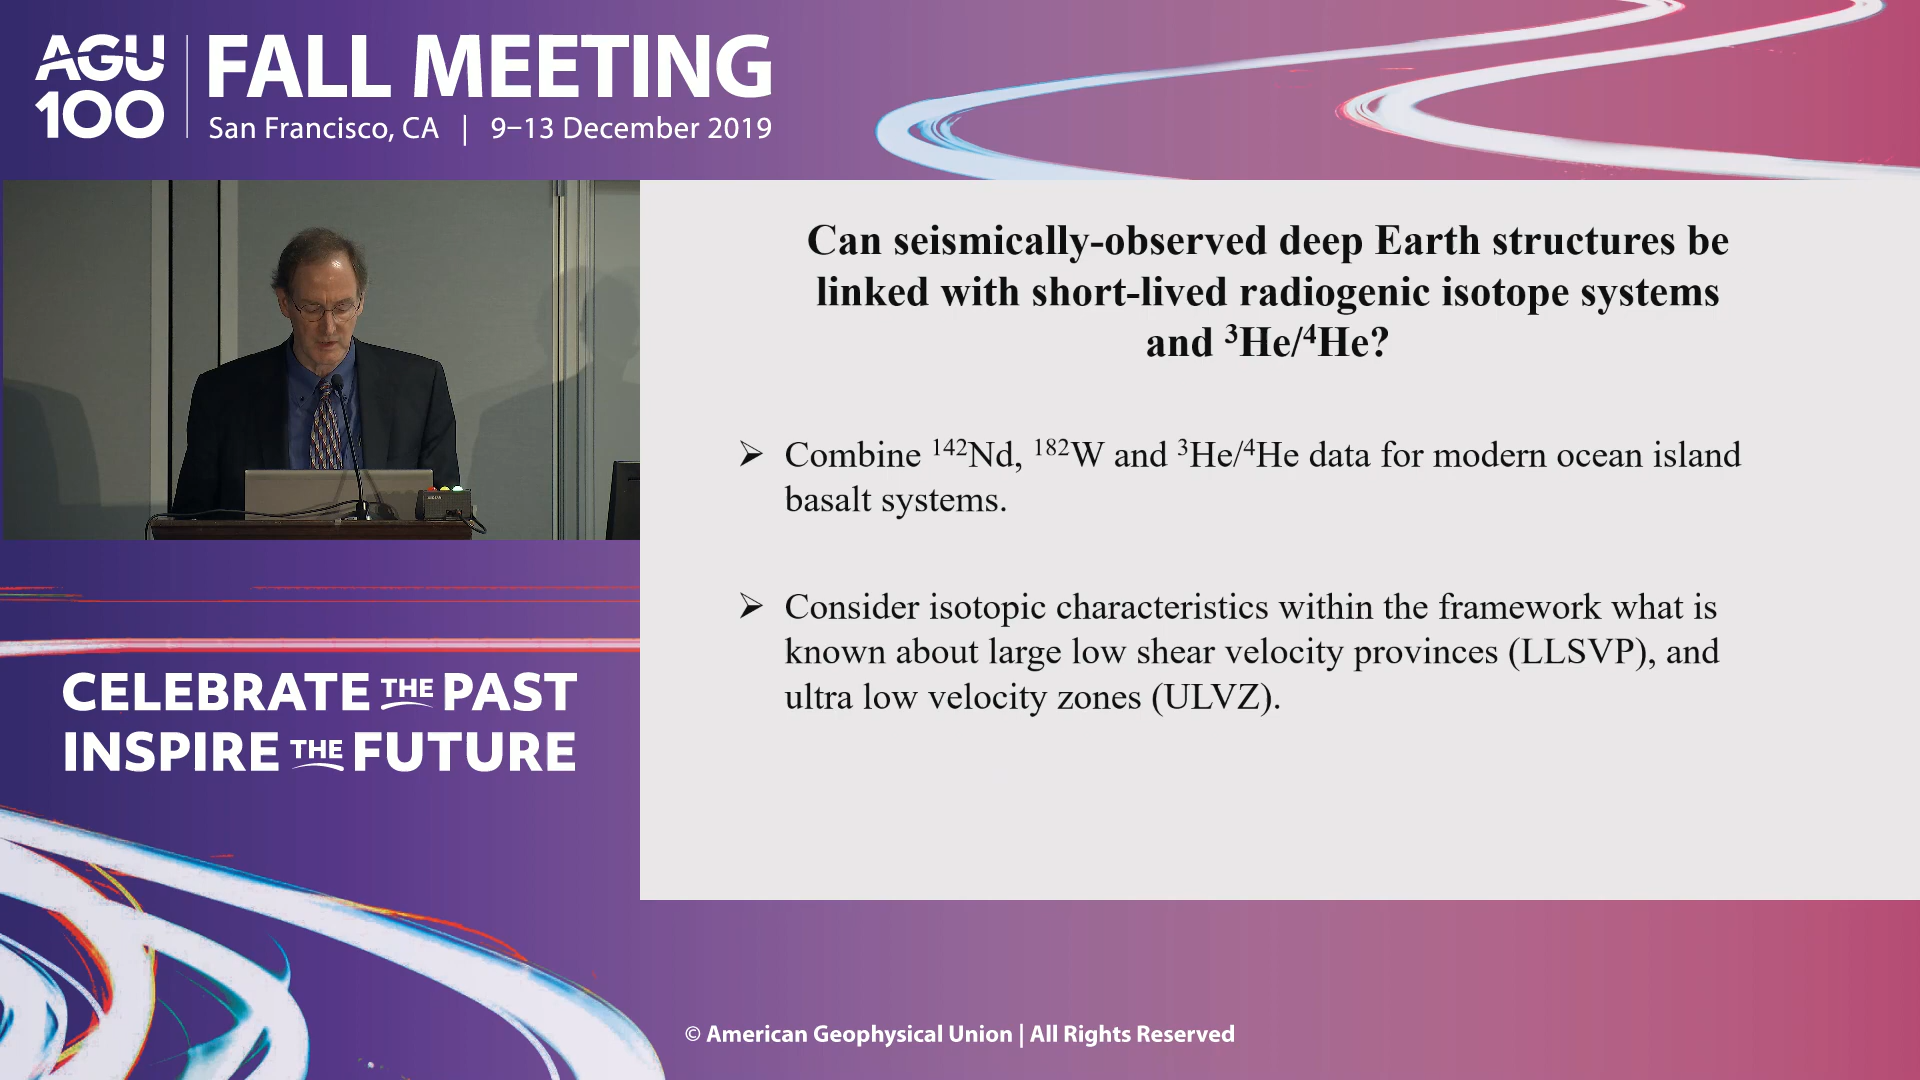 AGU
100
FALL MEETING
San Francisco, CA | 9–13 December 2019
Can seismically-observed deep Earth structures be
linked with short-lived radiogenic isotope systems
and ³He/⁴He?
➢ Combine ¹⁴²Nd, ¹⁸²W and ³He/⁴He data for modern ocean island
basalt systems.
➢ Consider isotopic characteristics within the framework what is
known about large low shear velocity provinces (LLSVP), and
ultra low velocity zones (ULVZ).
CELEBRATE THE PAST
INSPIRE THE FUTURE
© American Geophysical Union | All Rights Reserved